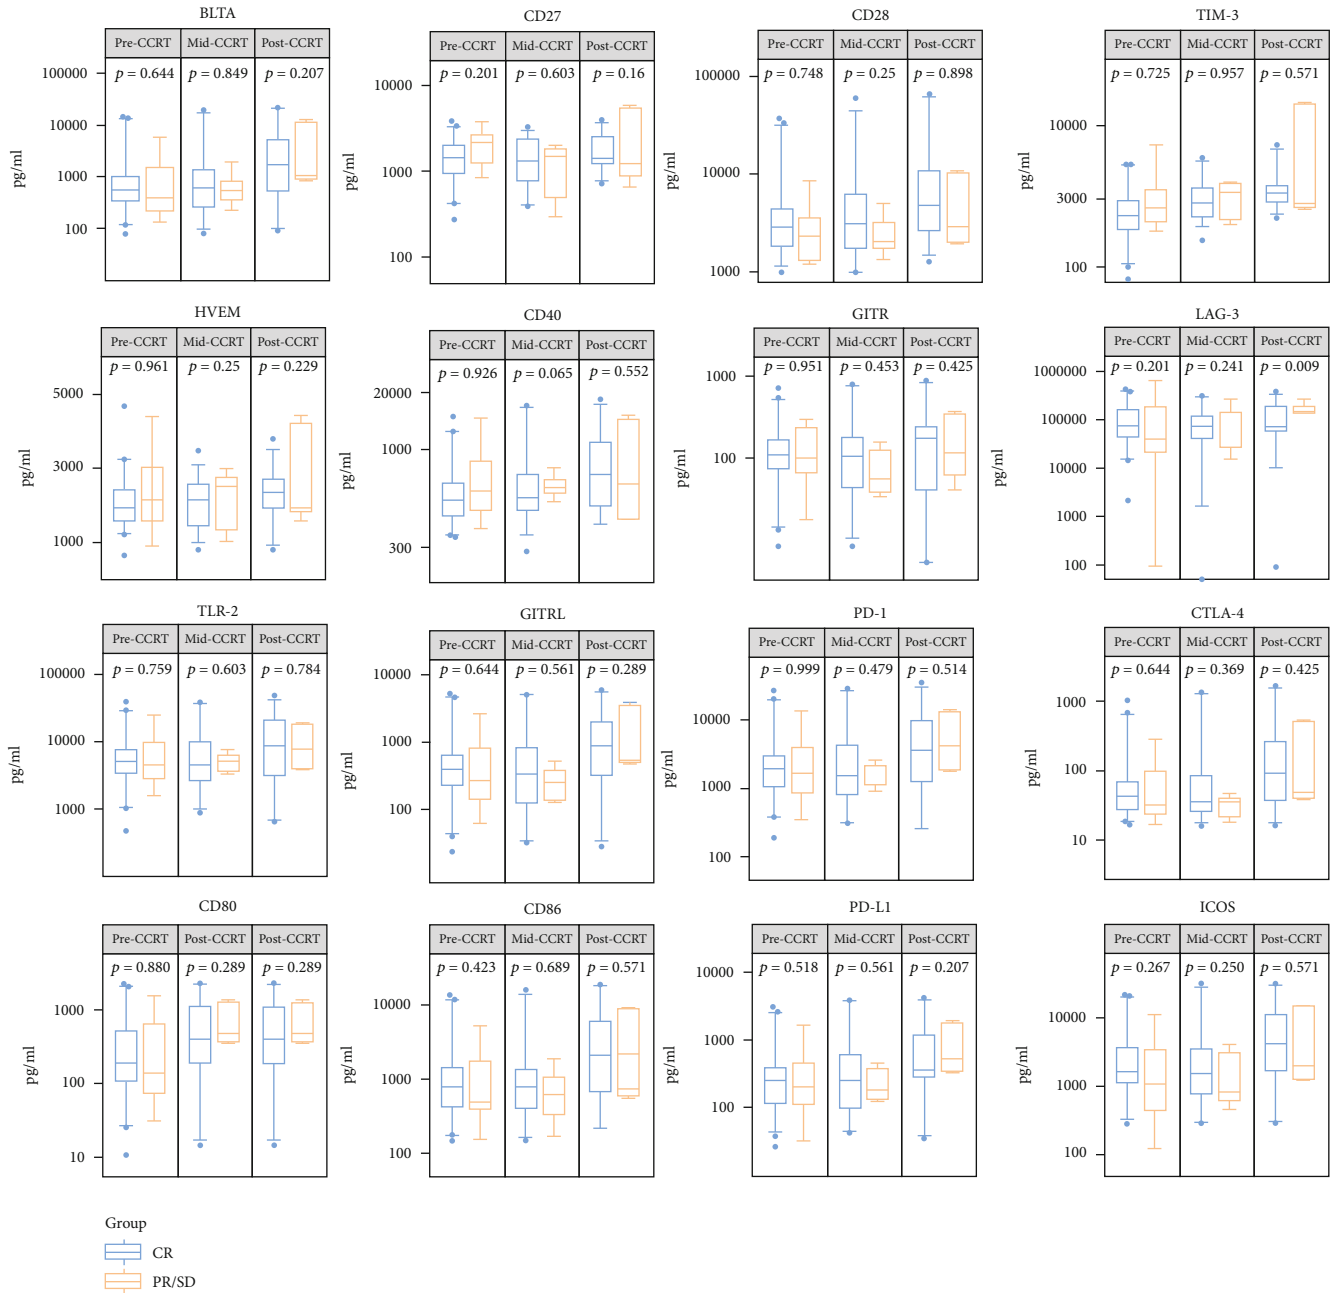 BLTA
CD27
CD28
TIM-3
Pre-CCRT Mid-CCRT Post-CCRT
Pre-CCRT Mid-CCRT Post-CCRT
Pre-CCRT Mid-CCRT Post-CCRT
Pre-CCRT Mid-CCRT Post-CCRT
p = 0.644 p = 0.849 p = 0.207
p = 0.201 p = 0.603 p = 0.16
p = 0.748 p = 0.25 p = 0.898
p = 0.725 p = 0.957 p = 0.571
pg/ml
100000
10000
1000
100
pg/ml
10000
1000
100
pg/ml
100000
10000
1000
pg/ml
10000
3000
100
HVEM
CD40
GITR
LAG-3
Pre-CCRT Mid-CCRT Post-CCRT
Pre-CCRT Mid-CCRT Post-CCRT
Pre-CCRT Mid-CCRT Post-CCRT
Pre-CCRT Mid-CCRT Post-CCRT
p = 0.961 p = 0.25 p = 0.229
p = 0.926 p = 0.065 p = 0.552
p = 0.951 p = 0.453 p = 0.425
p = 0.201 p = 0.241 p = 0.009
pg/ml
5000
3000
1000
pg/ml
20000
1000
300
pg/ml
1000
100
pg/ml
1000000
100000
10000
1000
100
TLR-2
GITRL
PD-1
CTLA-4
Pre-CCRT Mid-CCRT Post-CCRT
Pre-CCRT Mid-CCRT Post-CCRT
Pre-CCRT Mid-CCRT Post-CCRT
Pre-CCRT Mid-CCRT Post-CCRT
p = 0.759 p = 0.603 p = 0.784
p = 0.644 p = 0.561 p = 0.289
p = 0.999 p = 0.479 p = 0.514
p = 0.644 p = 0.369 p = 0.425
pg/ml
100000
10000
1000
pg/ml
10000
1000
100
pg/ml
10000
1000
100
pg/ml
1000
100
10
CD80
CD86
PD-L1
ICOS
Pre-CCRT Post-CCRT Post-CCRT
Pre-CCRT Mid-CCRT Post-CCRT
Pre-CCRT Mid-CCRT Post-CCRT
Pre-CCRT Mid-CCRT Post-CCRT
p = 0.880 p = 0.289 p = 0.289
p = 0.423 p = 0.689 p = 0.571
p = 0.518 p = 0.561 p = 0.207
p = 0.267 p = 0.250 p = 0.571
pg/ml
1000
100
10
pg/ml
10000
1000
100
pg/ml
10000
1000
100
pg/ml
10000
1000
100
Group
CR
PR/SD